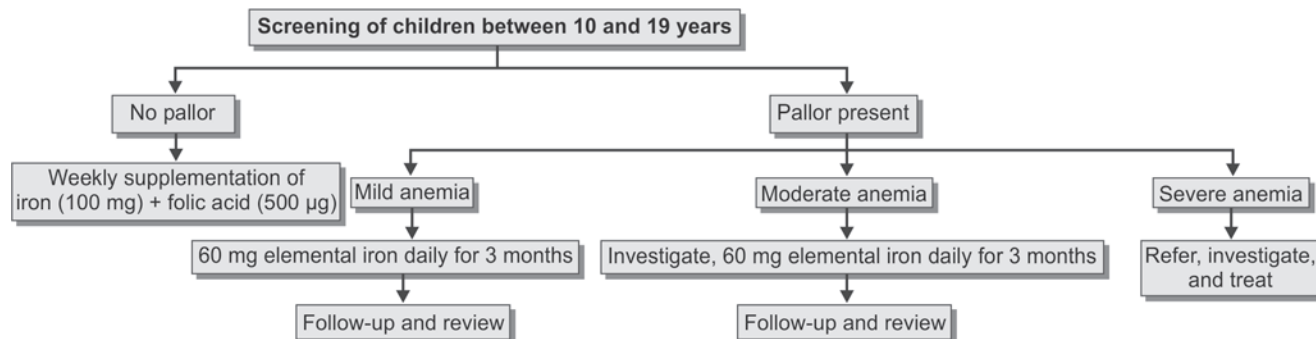 Screening of children between 10 and 19 years
No pallor
Pallor present
Weekly supplementation of
iron (100 mg) + folic acid (500 µg)
Mild anemia
Moderate anemia
Severe anemia
60 mg elemental iron daily for 3 months
Investigate, 60 mg elemental iron daily for 3 months
Refer, investigate,
and treat
Follow-up and review
Follow-up and review